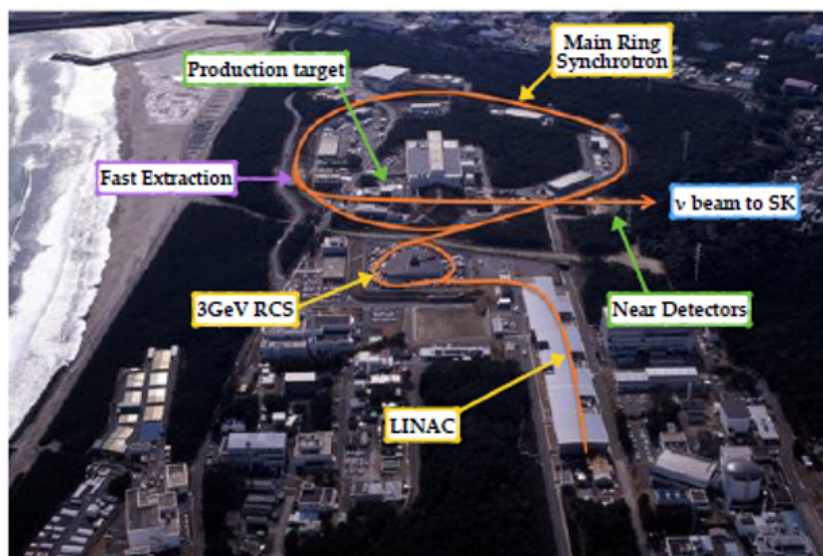 Main Ring
Synchrotron
Production target
Fast Extraction
ν beam to SK
3GeV RCS
Near Detectors
LINAC